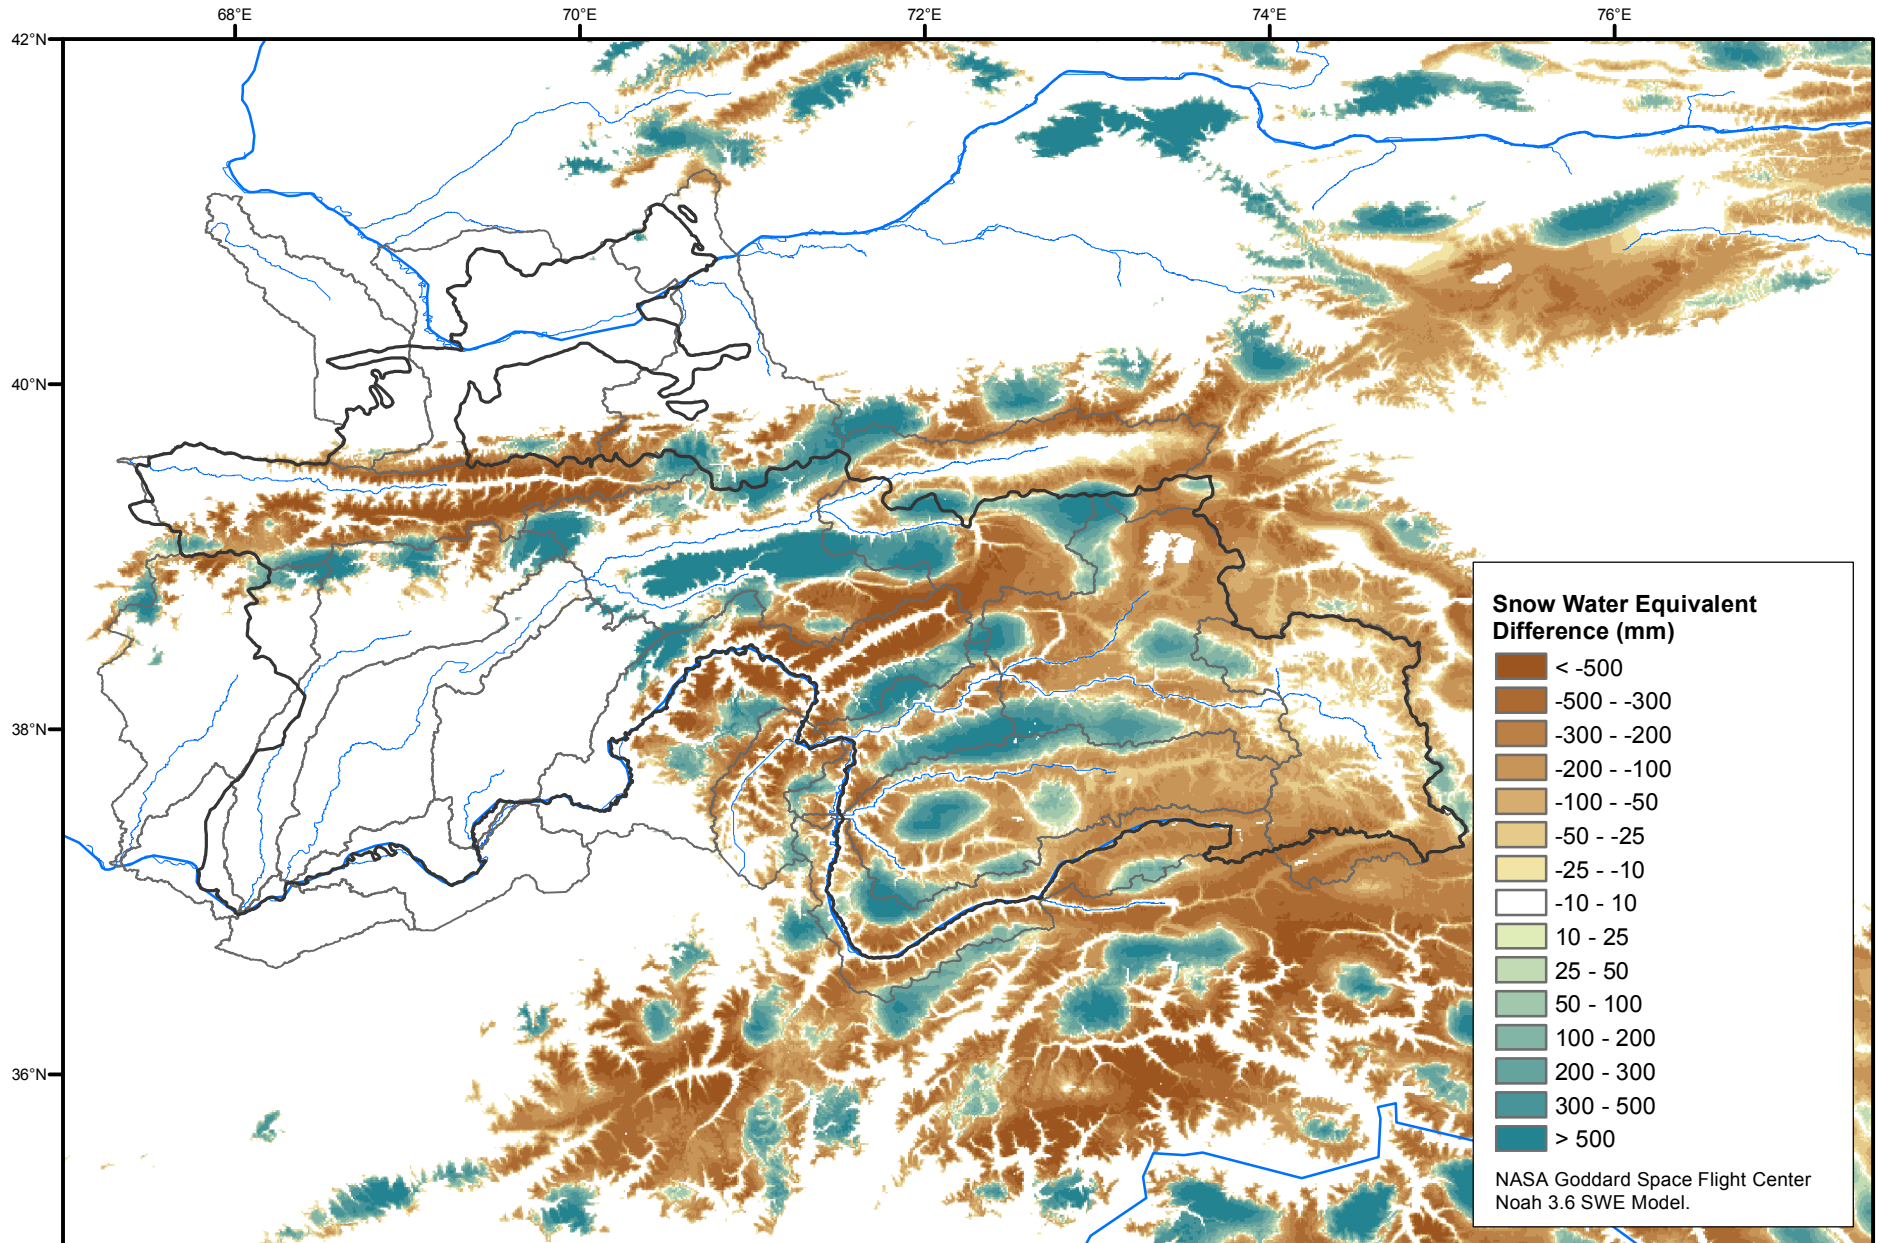 68°E 70°E 72°E 74°E 76°E
42°N
40°N
38°N
36°N
Snow Water Equivalent
Difference (mm)
< -500
-500 - -300
-300 - -200
-200 - -100
-100 - -50
-50 - -25
-25 - -10
-10 - 10
10 - 25
25 - 50
50 - 100
100 - 200
200 - 300
300 - 500
> 500
NASA Goddard Space Flight Center
Noah 3.6 SWE Model.